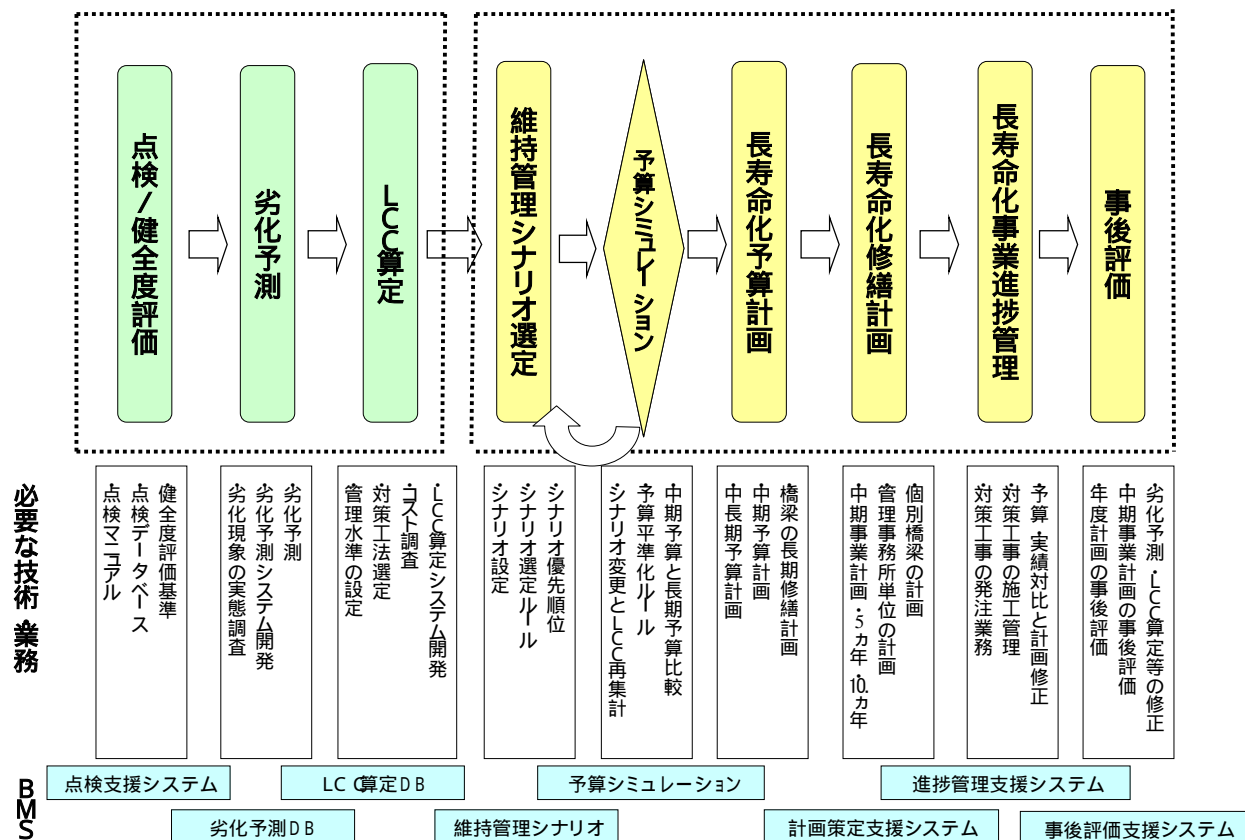 点検/健全度評価
劣化予測
LCC算定
維持管理シナリオ選定
予算シミュレーション
長寿命化予算計画
長寿命化修繕計画
長寿命化事業進捗管理
事後評価
必要な技術・業務
健全度評価基準
点検データベース
点検マニュアル
劣化予測
劣化予測システム開発
劣化現象の実態調査
・LCC算定システム開発
・コスト調査
対策工法選定
管理水準の設定
シナリオ優先順位
シナリオ選定ルール
シナリオ設定
中期予算と長期予算比較
予算平準化ルール
シナリオ変更とLCC再集計
橋梁の長期修繕計画
中期予算計画
中長期予算計画
個別橋梁の計画
管理事務所単位の計画
中期事業計画・5ヵ年・10ヵ年
予算・実績対比と計画修正
対策工事の施工管理
対策工事の発注業務
劣化予測・LCC算定等の修正
中期事業計画の事後評価
年度計画の事後評価
BMS
点検支援システム
LCC算定DB
予算シミュレーション
進捗管理支援システム
劣化予測DB
維持管理シナリオ
計画策定支援システム
事後評価支援システム